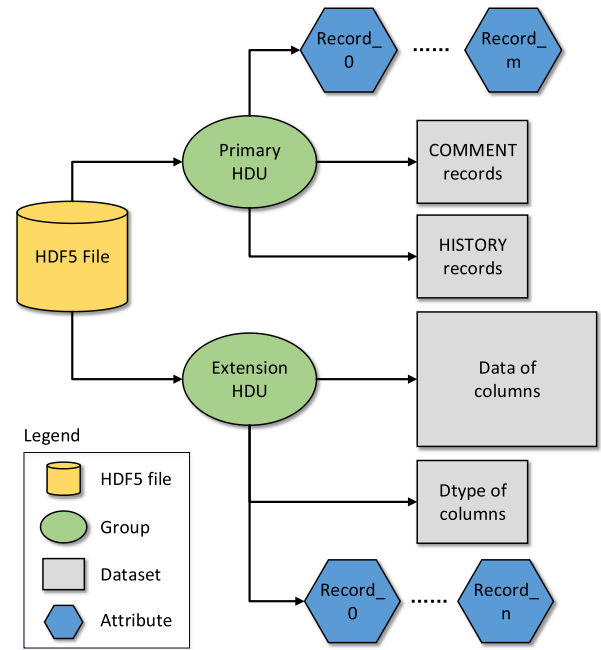 Record_
0
......
Record_
m
Primary
HDU
COMMENT
records
HISTORY
records
HDF5 File
Extension
HDU
Data of
columns
Dtype of
columns
Record_
0
......
Record_
n
Legend
HDF5 file
Group
Dataset
Attribute